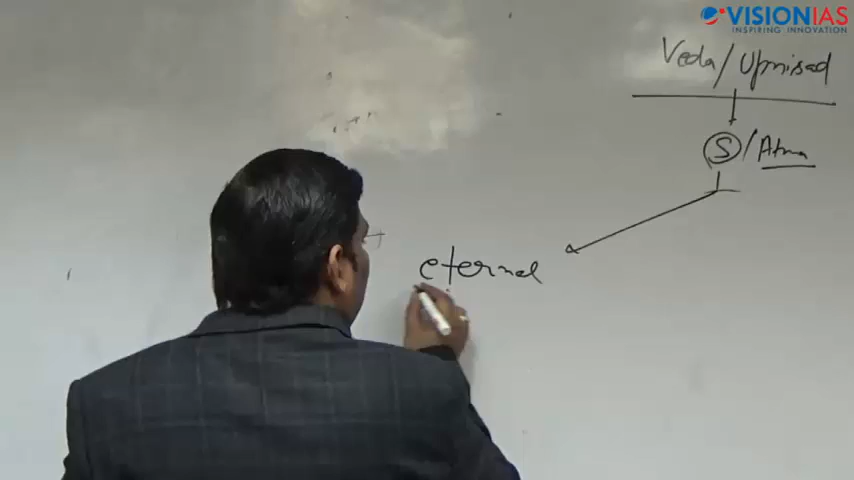 VISIONIAS
INSPIRING INNOVATION
Veda/Upnisad
S/Atma
eternal